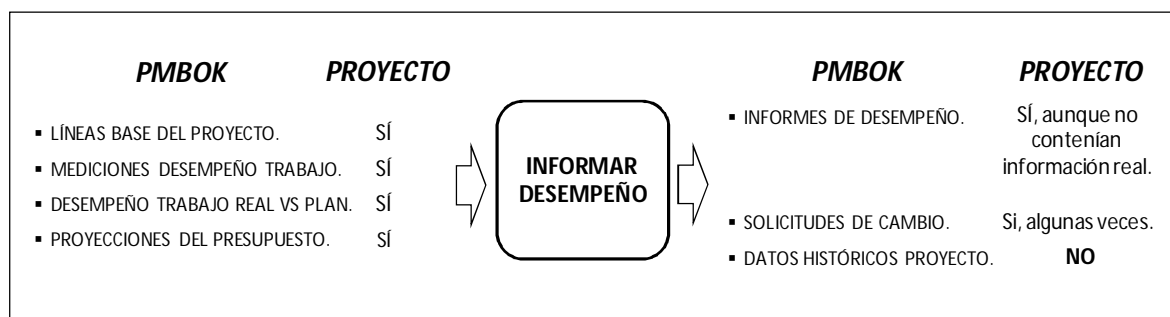 PMBOK PROYECTO
▪ LÍNEAS BASE DEL PROYECTO. SÍ
▪ MEDICIONES DESEMPEÑO TRABAJO. SÍ
▪ DESEMPEÑO TRABAJO REAL VS PLAN. SÍ
▪ PROYECCIONES DEL PRESUPUESTO. SÍ
INFORMAR
DESEMPEÑO
PMBOK PROYECTO
▪ INFORMES DE DESEMPEÑO. SÍ, aunque no
contenían
información real.
▪ SOLICITUDES DE CAMBIO. Si, algunas veces.
▪ DATOS HISTÓRICOS PROYECTO. NO